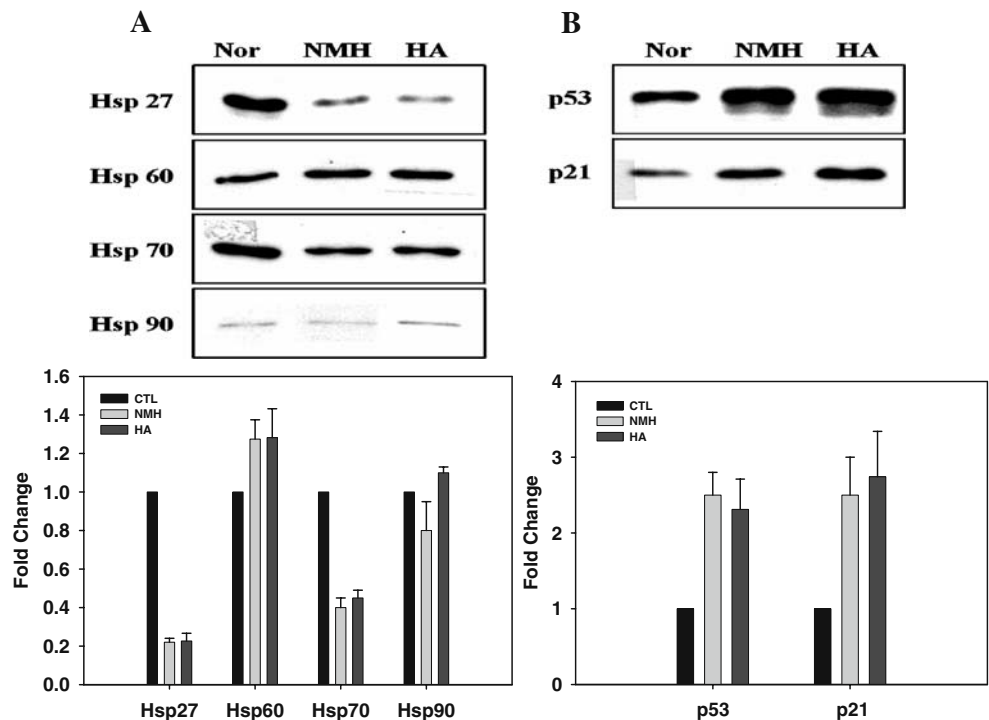 A
Nor NMH HA
Hsp 27
Hsp 60
Hsp 70
Hsp 90
B
Nor NMH HA
p53
p21
Fold Change
1.6
1.4
1.2
1.0
0.8
0.6
0.4
0.2
0.0
CTL
NMH
HA
Hsp27 Hsp60 Hsp70 Hsp90
Fold Change
4
3
2
1
0
CTL
NMH
HA
p53 p21